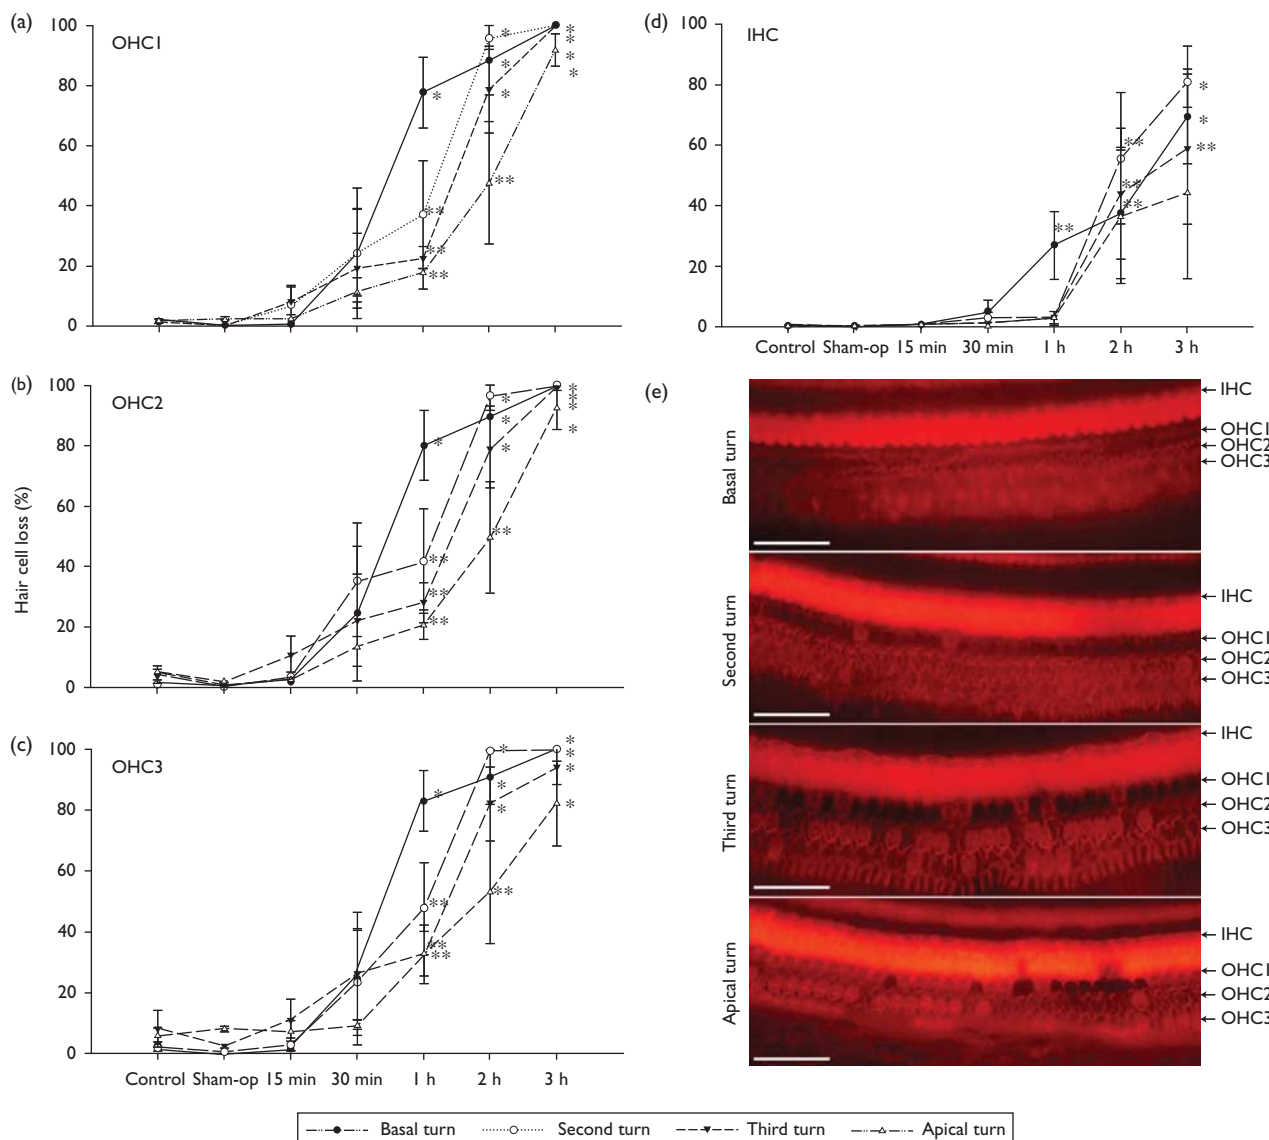 (a)
OHC1
100
80
60
40
20
0
* * * * * * * ** ** ** **
(b)
OHC2
100
80
60
40
20
0
* * * * * * * * ** ** ** **
Hair cell loss (%)
(c)
OHC3
100
80
60
40
20
0
* * * * * * * * ** ** ** **
Control Sham-op 15 min 30 min 1 h 2 h 3 h
(d)
IHC
100
80
60
40
20
0
* * ** ** ** ** **
Control Sham-op 15 min 30 min 1 h 2 h 3 h
(e)
Basal turn
IHC
OHC1
OHC2
OHC3
Second turn
IHC
OHC1
OHC2
OHC3
Third turn
IHC
OHC1
OHC2
OHC3
Apical turn
IHC
OHC1
OHC2
OHC3
Basal turn Second turn Third turn Apical turn